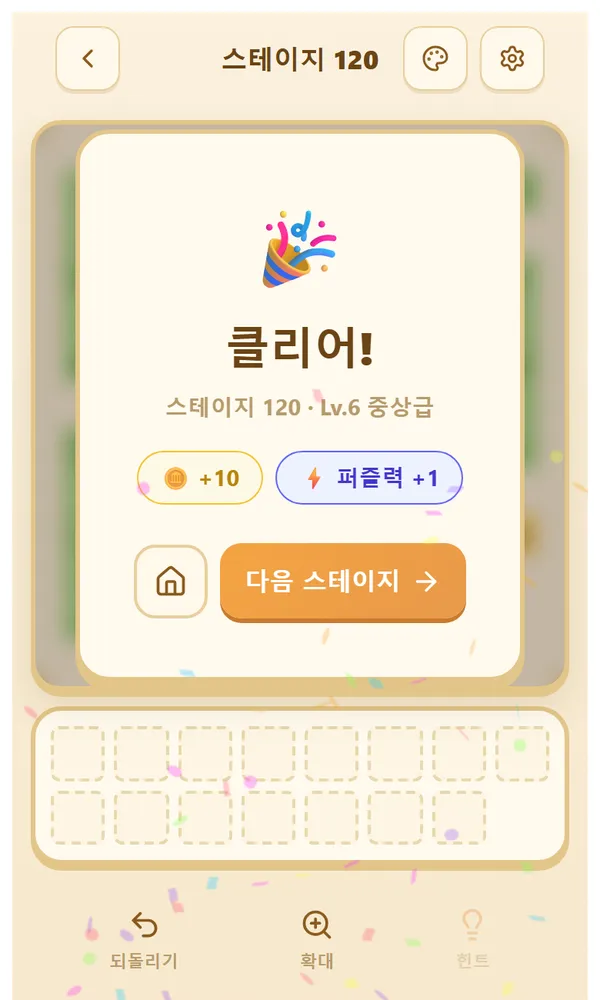 스테이지 120
클리어!
스테이지 120 · Lv.6 중상급
+10
퍼즐력 +1
다음 스테이지 →
되돌리기
확대
힌트